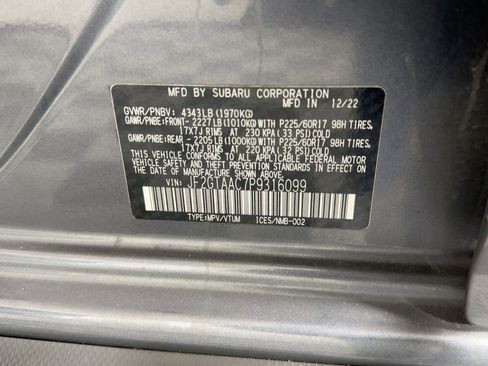 MFD BY SUBARU CORPORATION
MFD IN 12/22
GVWR/PNBV: 4343LB(1970KG)
GAWR/PNBE:FRONT-2227LB(1010KG)WITH P225/60R17 98H TIRES,
17X7J RIMS AT 230 KPA(33 PSI)COLD
GAWR/PNBE:REAR -2205LB(1000KG)WITH P225/60R17 98H TIRES,
17X7J RIMS AT 220 KPA(32 PSI)COLD
THIS VEHICLE CONFORMS TO ALL APPLICABLE FEDERAL MOTOR
VEHICLE SAFETY AND BUMPER STANDARDS IN EFFECT ON
THE DATE OF MANUFACTURE SHOWN ABOVE.
VIN: JF2GTAAC7P9316099
TYPE:MPV/VTUM ICES/NMB-002